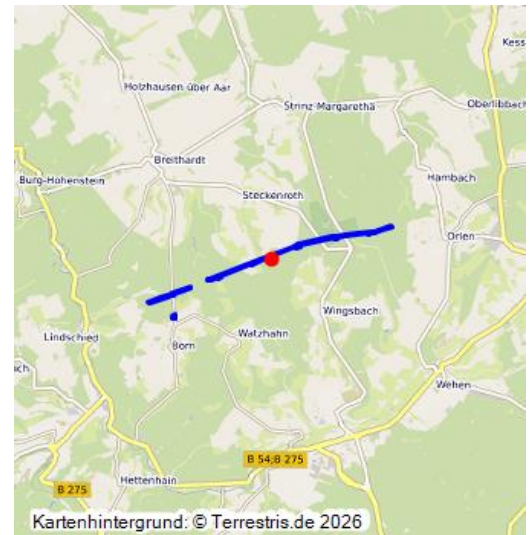 Kess
Holzhausen über Aar
Strinz-Margarethä
Oberlibbach
Breithardt
Burg-Hohenstein
Hambach
Steckenroth
Orlen
Wingsbach
Lindschied
Watzhahn
Born
ch
Wehen
B 54;B 275
Hettenhain
B 275
Kartenhintergrund: © Terrestris.de 2026